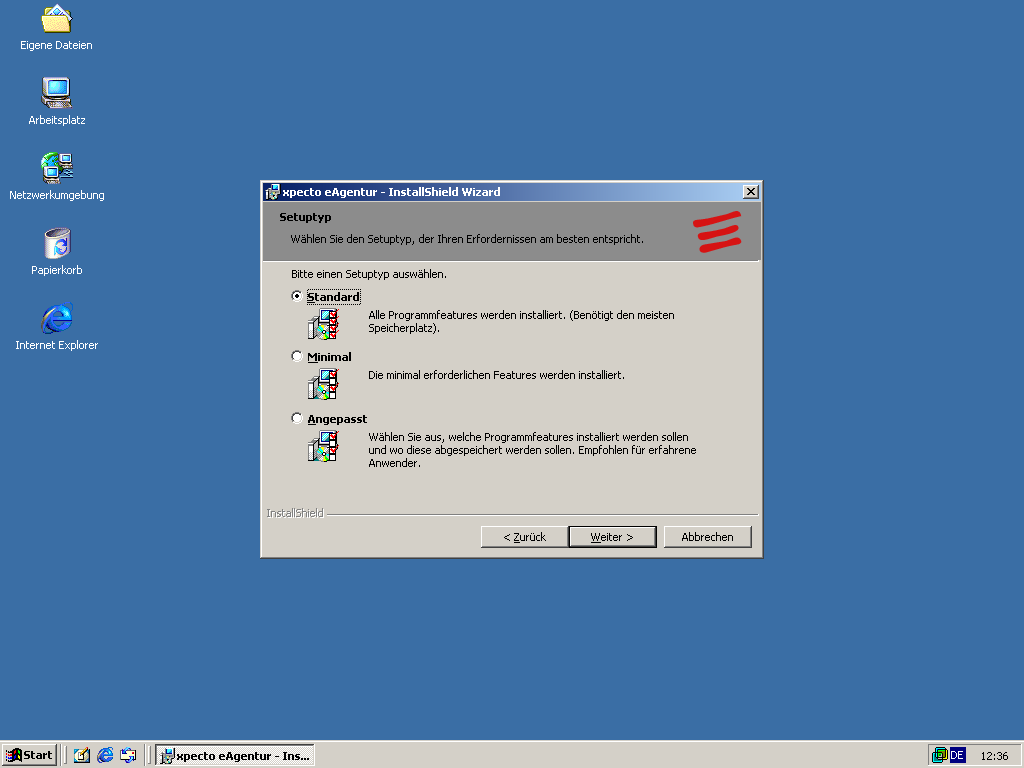 Eigene Dateien
Arbeitsplatz
Netzwerkumgebung
Papierkorb
Internet Explorer
xpecto eAgentur - InstallShield Wizard
Setuptyp
Wählen Sie den Setuptyp, der Ihren Erfordernissen am besten entspricht.
Bitte einen Setuptyp auswählen.
Standard
Alle Programmfeatures werden installiert. (Benötigt den meisten
Speicherplatz).
Minimal
Die minimal erforderlichen Features werden installiert.
Angepasst
Wählen Sie aus, welche Programmfeatures installiert werden sollen
und wo diese abgespeichert werden sollen. Empfohlen für erfahrene
Anwender.
InstallShield
< Zurück
Weiter >
Abbrechen
Start
xpecto eAgentur - Ins...
DE
12:36